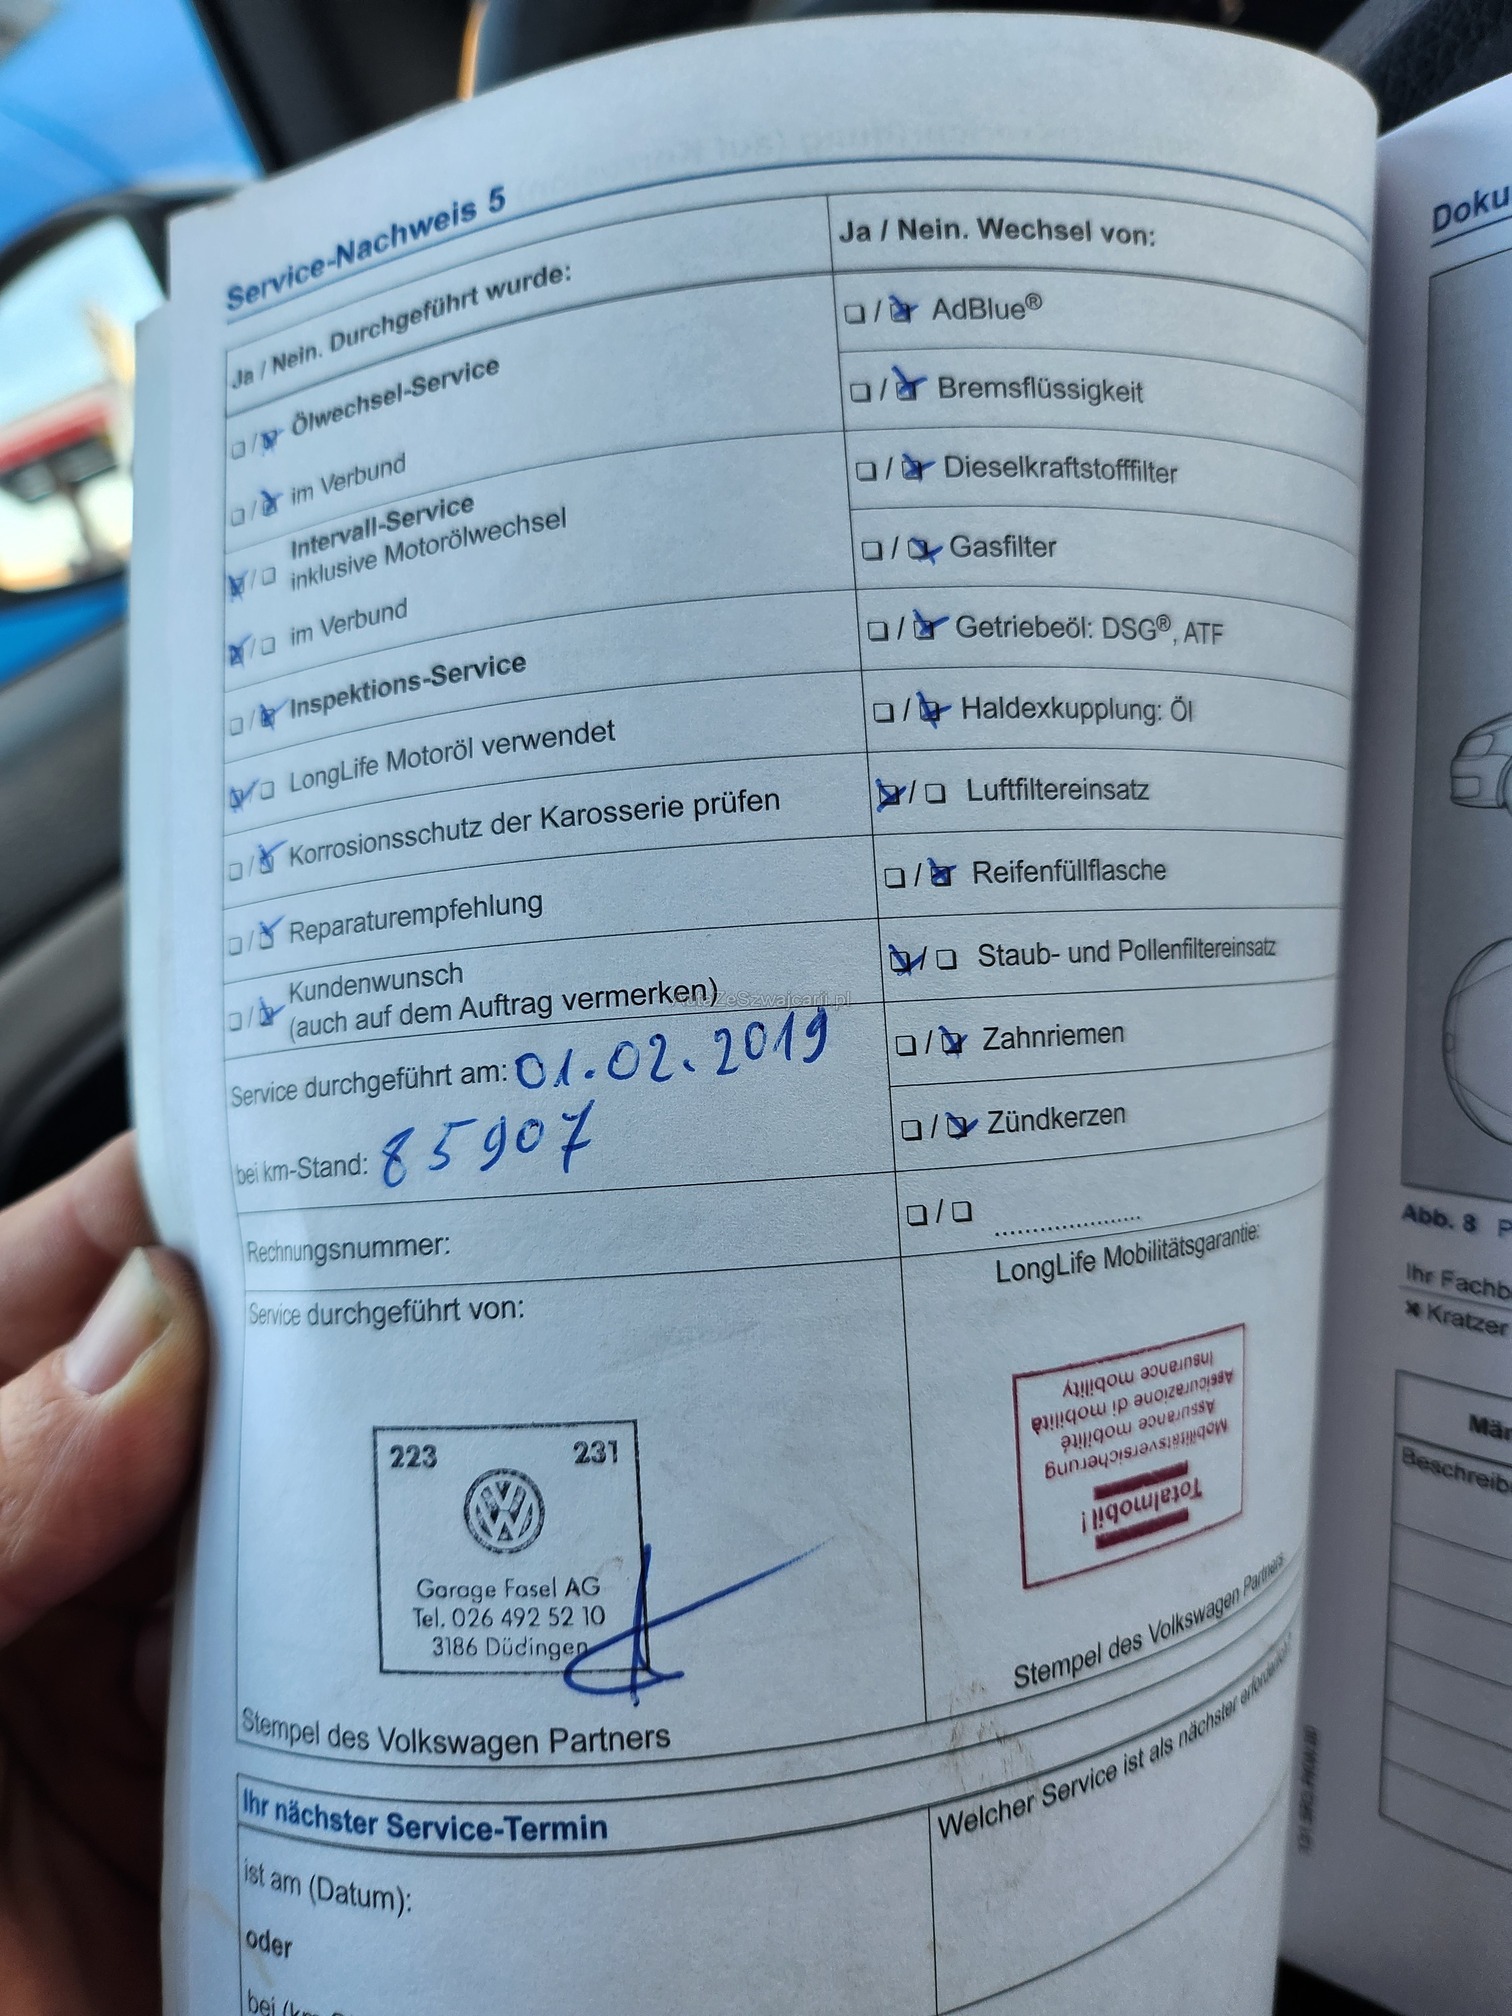 Service-Nachweis 5
Ja / Nein. Durchgeführt wurde:
Ölwechsel-Service
im Verbund
Intervall-Service
inklusive Motorölwechsel
im Verbund
Inspektions-Service
LongLife Motoröl verwendet
Korrosionsschutz der Karosserie prüfen
Reparaturempfehlung
Kundenwunsch
(auch auf dem Auftrag vermerken)
AutaZeSzwajcarii.pl
Service durchgeführt am: 01.02.2019
bei km-Stand: 85907
Rechnungsnummer:
Service durchgeführt von:
223 231
Garage Fasel AG
Tel. 026 492 52 10
3186 Düdingen
Stempel des Volkswagen Partners
Ja / Nein. Wechsel von:
AdBlue®
Bremsflüssigkeit
Dieselkraftstofffilter
Gasfilter
Getriebeöl: DSG®, ATF
Haldexkupplung: Öl
Luftfiltereinsatz
Reifenfüllflasche
Staub- und Pollenfiltereinsatz
Zahnriemen
Zündkerzen
....................
LongLife Mobilitätsgarantie:
Totalmobil!
Mobilitätsversicherung
Assurance mobilité
Assicurazione di mobilità
Insurance mobility
Stempel des Volkswagen Partners
Ihr nächster Service-Termin
ist am (Datum):
oder
bei (km
Welcher Service ist als nächster erforderlich?
Doku
Abb. 8 P
Ihr Fachb
Kratzer
Mär
Beschreib